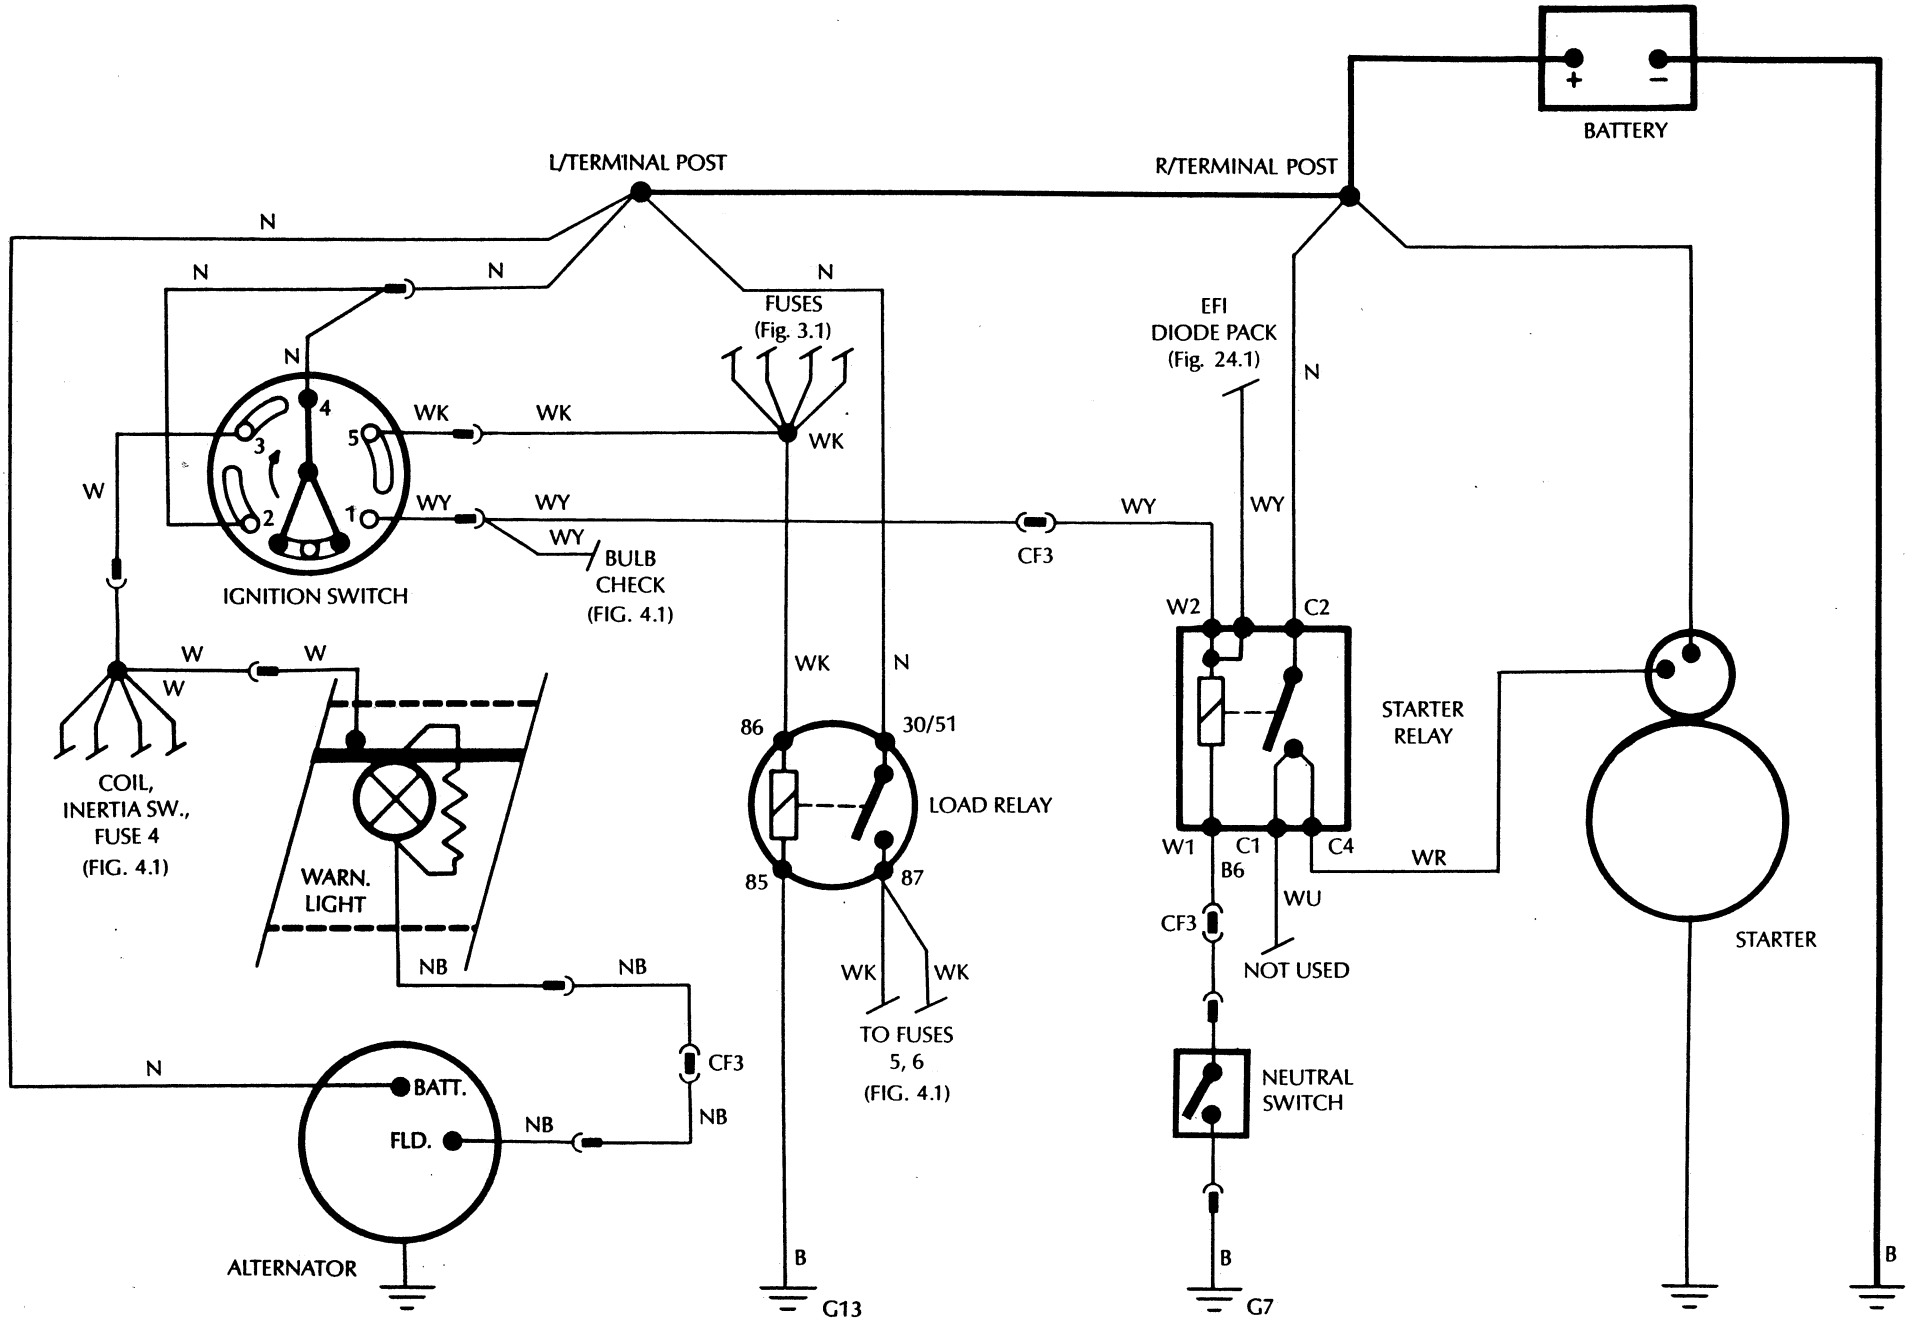 + −
BATTERY
L/TERMINAL POST
R/TERMINAL POST
N
N
N
N
FUSES
(Fig. 3.1)
EFI
DIODE PACK
(Fig. 24.1)
N
N
4
3
5
2
1
WK
WK
WK
W
WY
WY
WY
WY
WY
CF3
BULB
CHECK
(FIG. 4.1)
IGNITION SWITCH
W2
C2
W
W
W
WK
N
86
30/51
STARTER
RELAY
COIL,
INERTIA SW.,
FUSE 4
(FIG. 4.1)
LOAD RELAY
WARN.
LIGHT
85
87
W1
C1
C4
B6
WR
WU
CF3
STARTER
NOT USED
NB
NB
WK
WK
TO FUSES
5, 6
(FIG. 4.1)
CF3
N
BATT.
NB
FLD.
NB
NEUTRAL
SWITCH
ALTERNATOR
B
G13
B
G7
B